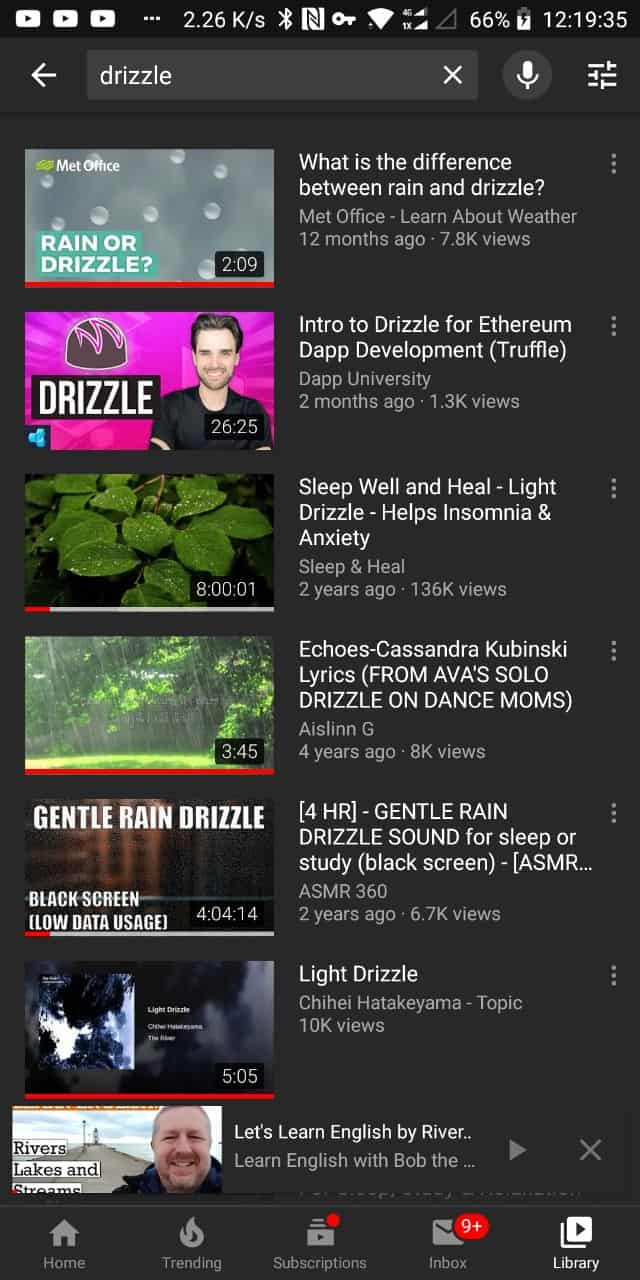 2.26 K/s 4G 1X 66% 12:19:35
drizzle
Met Office
RAIN OR
DRIZZLE?
2:09
What is the difference
between rain and drizzle?
Met Office - Learn About Weather
12 months ago · 7.8K views
DRIZZLE
26:25
Intro to Drizzle for Ethereum
Dapp Development (Truffle)
Dapp University
2 months ago · 1.3K views
8:00:01
Sleep Well and Heal - Light
Drizzle - Helps Insomnia &
Anxiety
Sleep & Heal
2 years ago · 136K views
3:45
Echoes-Cassandra Kubinski
Lyrics (FROM AVA'S SOLO
DRIZZLE ON DANCE MOMS)
Aislinn G
4 years ago · 8K views
GENTLE RAIN DRIZZLE
BLACK SCREEN
(LOW DATA USAGE)
4:04:14
[4 HR] - GENTLE RAIN
DRIZZLE SOUND for sleep or
study (black screen) - [ASMR...
ASMR 360
2 years ago · 6.7K views
Light Drizzle
Chihei Hatakeyama
The River
5:05
Light Drizzle
Chihei Hatakeyama - Topic
10K views
Rivers
Lakes and
Streams
Let's Learn English by River..
Learn English with Bob the ...
Home
Trending
Subscriptions
9+
Inbox
Library